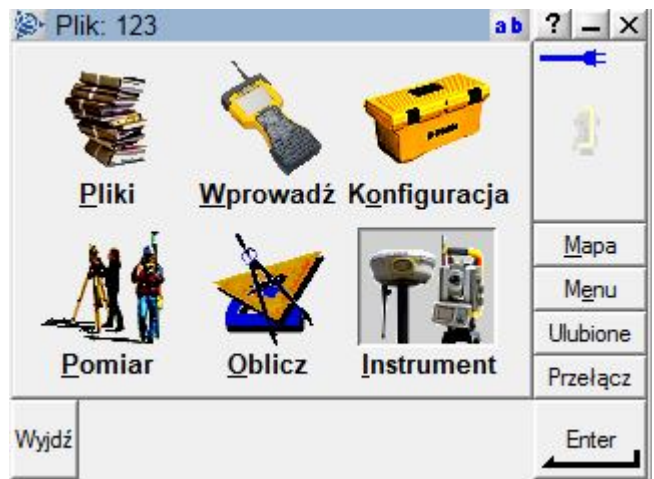 Plik: 123
ab
?
Pliki
Wprowadź
Konfiguracja
Pomiar
Oblicz
Instrument
Mapa
Menu
Ulubione
Przełącz
Wyjdź
Enter